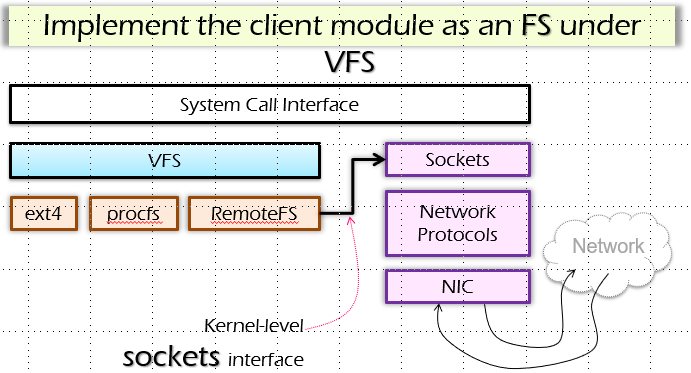 Implement the client module as an FS under
VFS
System Call Interface
VFS
Sockets
ext4
procfs
RemoteFS
Network
Protocols
Network
NIC
Kernel-level
sockets interface